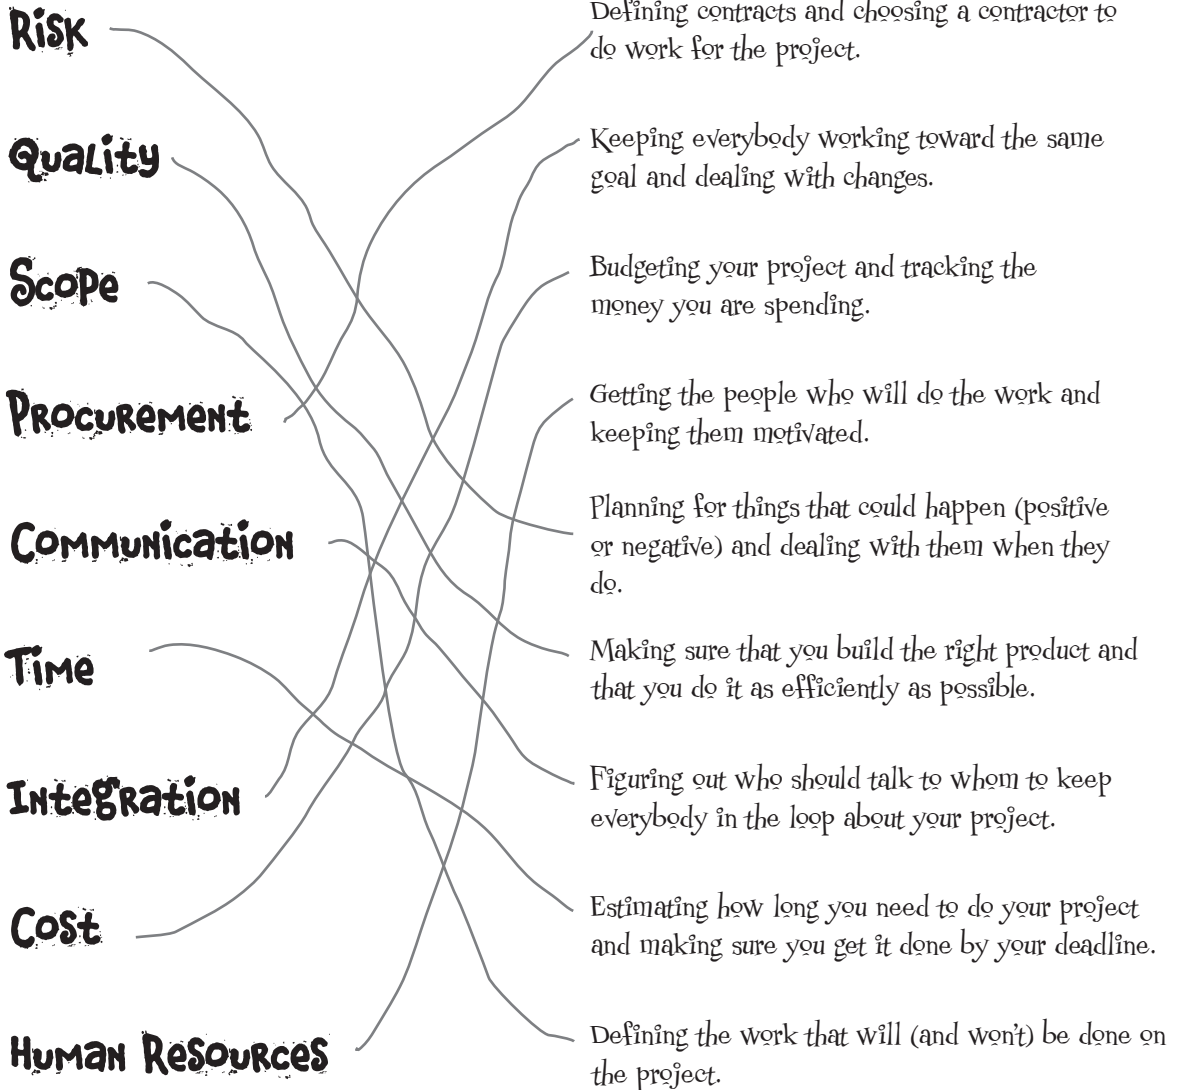 Risk
Quality
Scope
Procurement
Communication
Time
Integration
Cost
Human Resources
Defining contracts and choosing a contractor to
do work for the project.
Keeping everybody working toward the same
goal and dealing with changes.
Budgeting your project and tracking the
money you are spending.
Getting the people who will do the work and
keeping them motivated.
Planning for things that could happen (positive
or negative) and dealing with them when they
do.
Making sure that you build the right product and
that you do it as efficiently as possible.
Figuring out who should talk to whom to keep
everybody in the loop about your project.
Estimating how long you need to do your project
and making sure you get it done by your deadline.
Defining the work that will (and won't) be done on
the project.